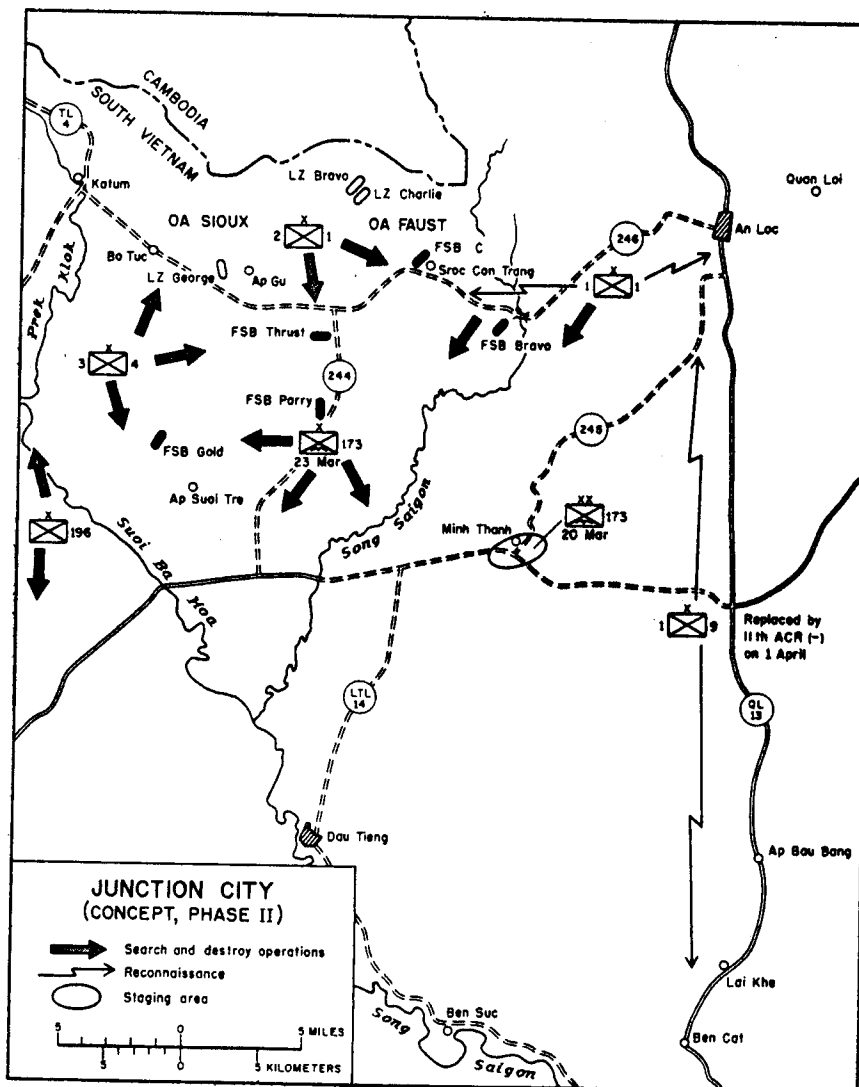 CAMBODIA
SOUTH VIETNAM
TL
4
Katum
LZ Bravo
LZ Charlie
Quan Loi
OA SIOUX
OA FAUST
X
2
1
FSB C
246
An Loc
Bo Tuc
LZ George
Ap Gu
Sroc Con Trang
X
1
1
Prek Klok
FSB Thrust
FSB Bravo
X
3
4
244
FSB Parry
X
173
23 Mar
FSB Gold
245
Ap Suoi Tre
X
196
Suoi Ba Hoa
Song Saigon
Minh Thanh
XX
173
20 Mar
X
1
9
Replaced by
11th ACR (-)
on 1 April
LTL
14
QL
13
Dau Tieng
Ap Bau Bang
Lai Khe
Ben Suc
Ben Cat
Song Saigon
JUNCTION CITY
(CONCEPT, PHASE II)
Search and destroy operations
Reconnaissance
Staging area
5 0 5 MILES
5 0 5 KILOMETERS